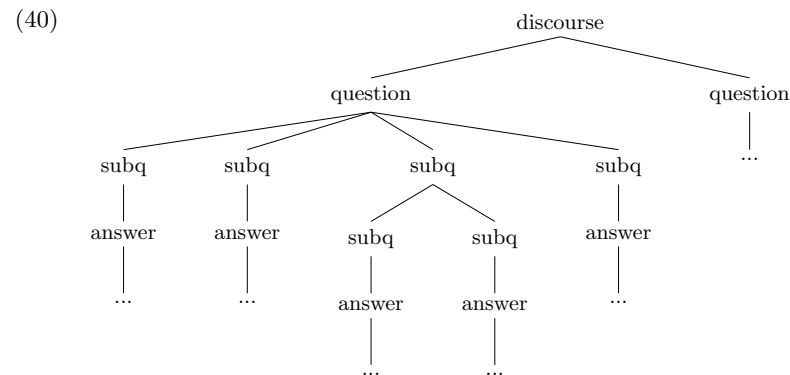 (40)
discourse
question question
subq subq subq subq ...
answer answer subq subq answer
... ... answer answer ...
... ...